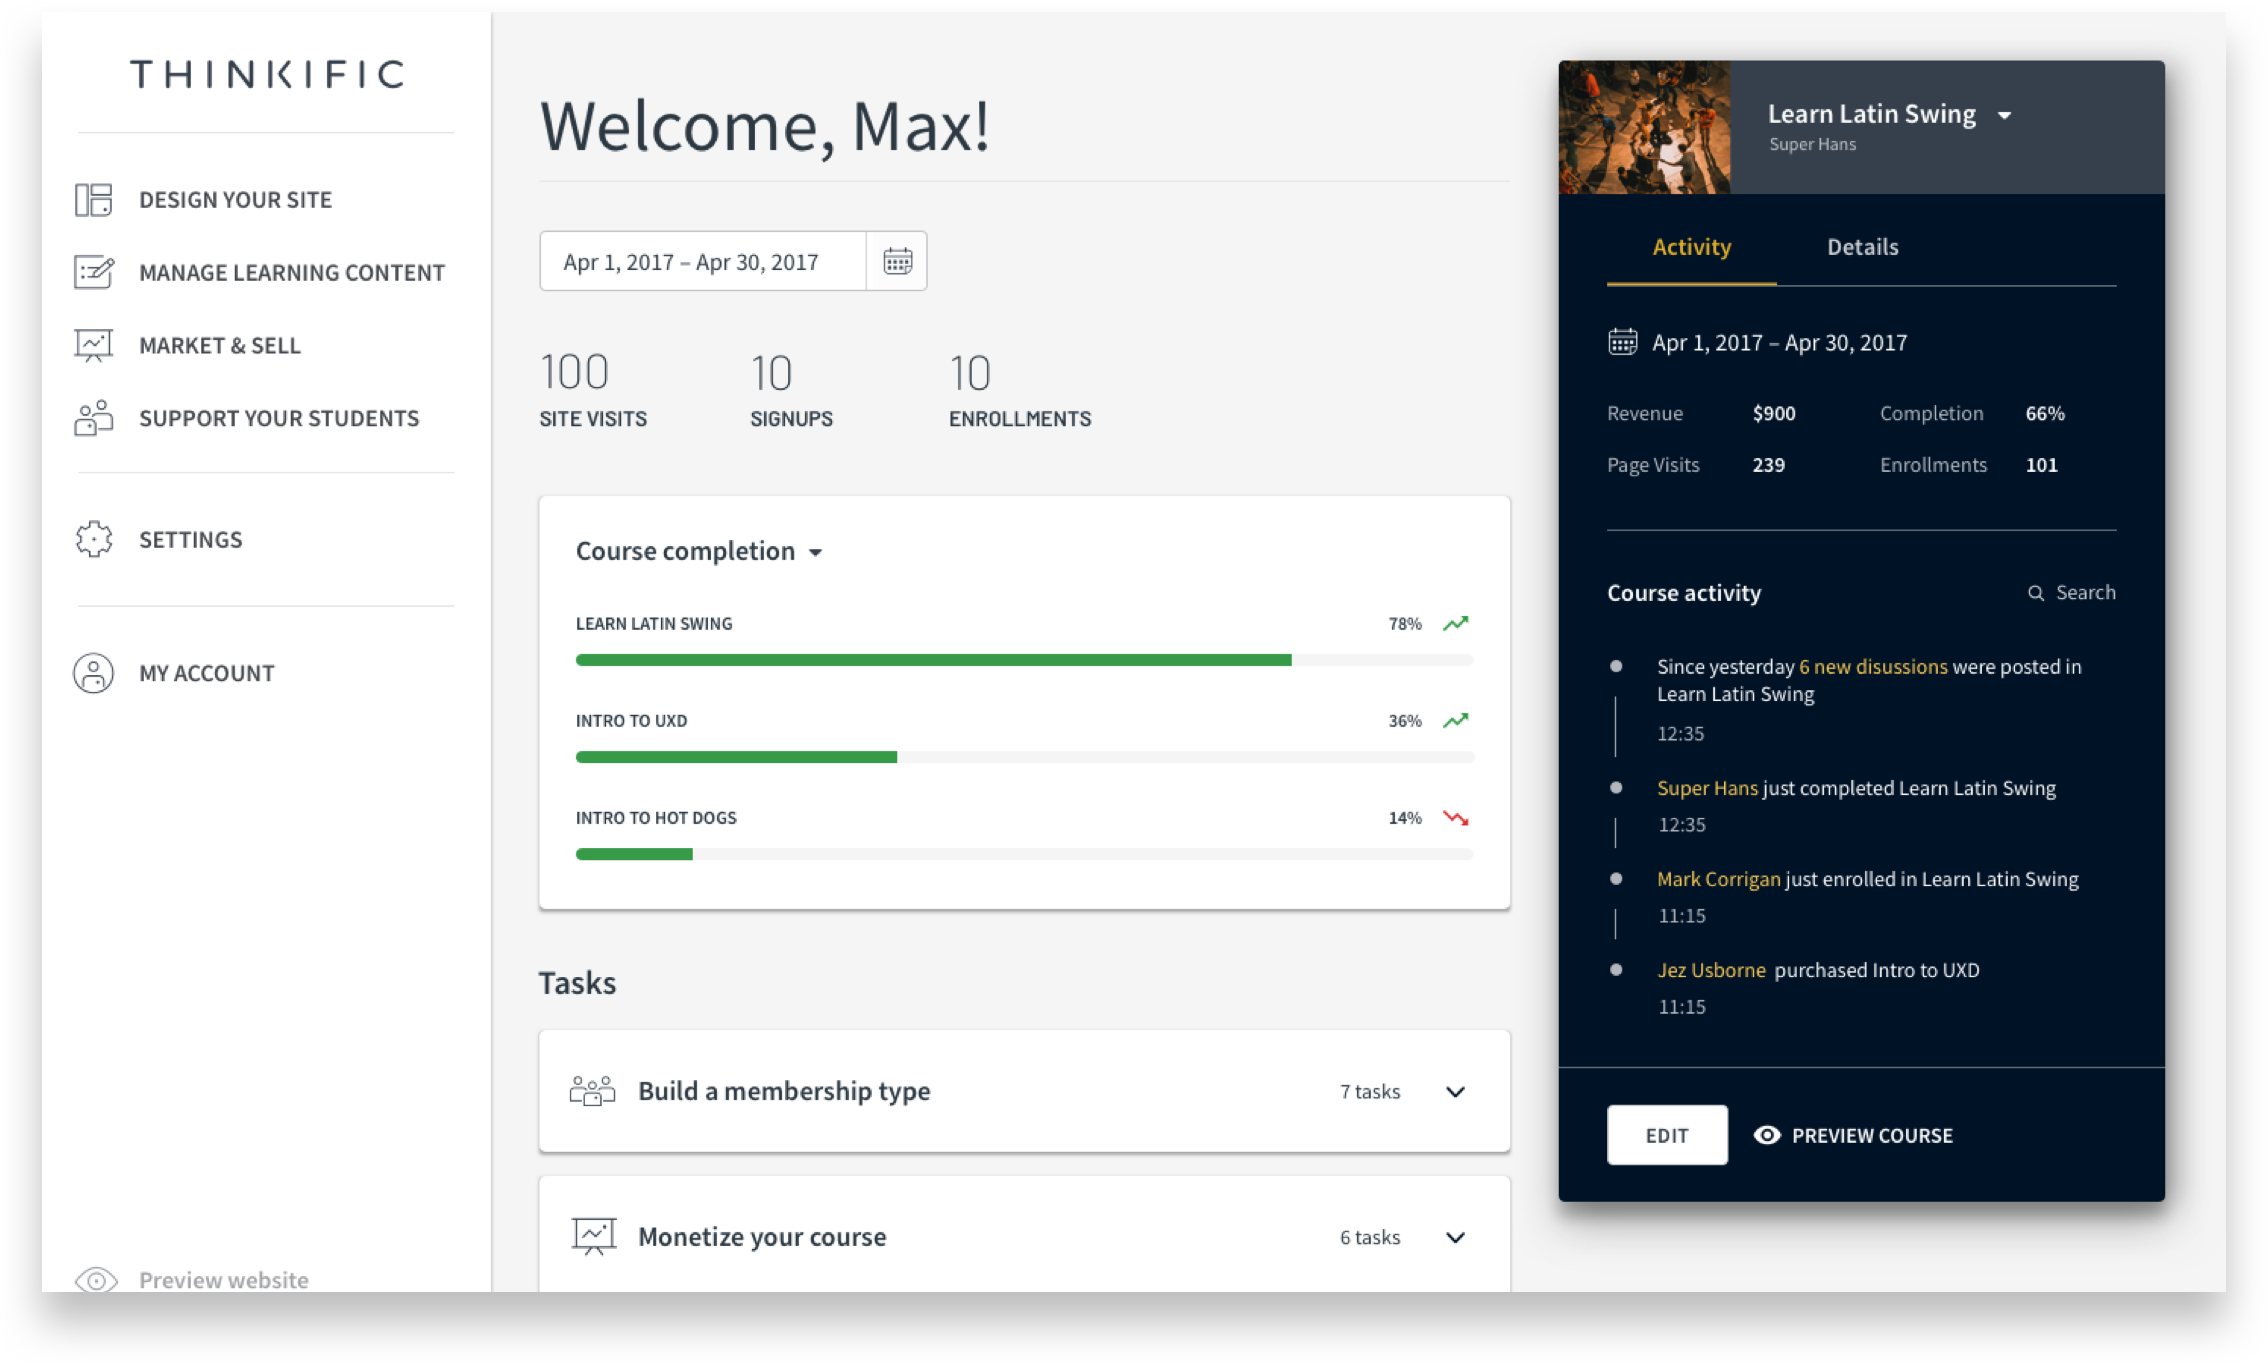 THINKIFIC
DESIGN YOUR SITE
MANAGE LEARNING CONTENT
MARKET & SELL
SUPPORT YOUR STUDENTS
SETTINGS
MY ACCOUNT
Preview website
Welcome, Max!
Apr 1, 2017 – Apr 30, 2017
100
SITE VISITS
10
SIGNUPS
10
ENROLLMENTS
Course completion
LEARN LATIN SWING 78%
INTRO TO UXD 36%
INTRO TO HOT DOGS 14%
Tasks
Build a membership type 7 tasks
Monetize your course 6 tasks
Learn Latin Swing
Super Hans
Activity Details
Apr 1, 2017 – Apr 30, 2017
Revenue $900 Completion 66%
Page Visits 239 Enrollments 101
Course activity Search
Since yesterday 6 new disussions were posted in
Learn Latin Swing
12:35
Super Hans just completed Learn Latin Swing
12:35
Mark Corrigan just enrolled in Learn Latin Swing
11:15
Jez Usborne purchased Intro to UXD
11:15
EDIT PREVIEW COURSE